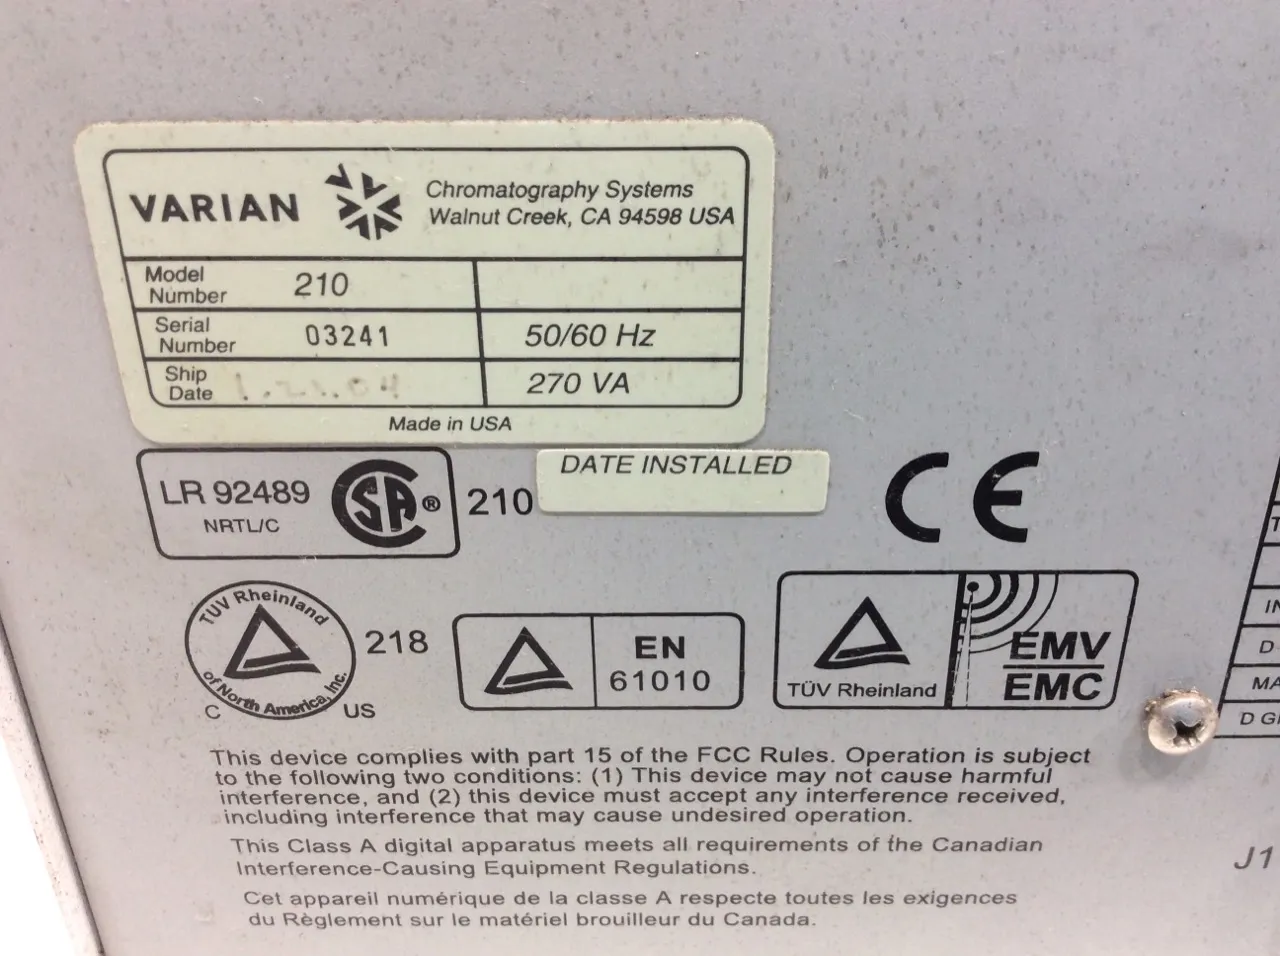 VARIAN
Chromatography Systems
Walnut Creek, CA 94598 USA
Model
Number
210
Serial
Number
03241
50/60 Hz
Ship
Date
270 VA
Made in USA
LR 92489
NRTL/C
SA®
210
DATE INSTALLED
CE
TÜV Rheinland
of North America, Inc.
C
US
218
EN
61010
TÜV Rheinland
EMV
EMC
This device complies with part 15 of the FCC Rules. Operation is subject
to the following two conditions: (1) This device may not cause harmful
interference, and (2) this device must accept any interference received,
including interference that may cause undesired operation.
This Class A digital apparatus meets all requirements of the Canadian
Interference-Causing Equipment Regulations.
Cet appareil numérique de la classe A respecte toutes les exigences
du Règlement sur le matériel brouilleur du Canada.
J1